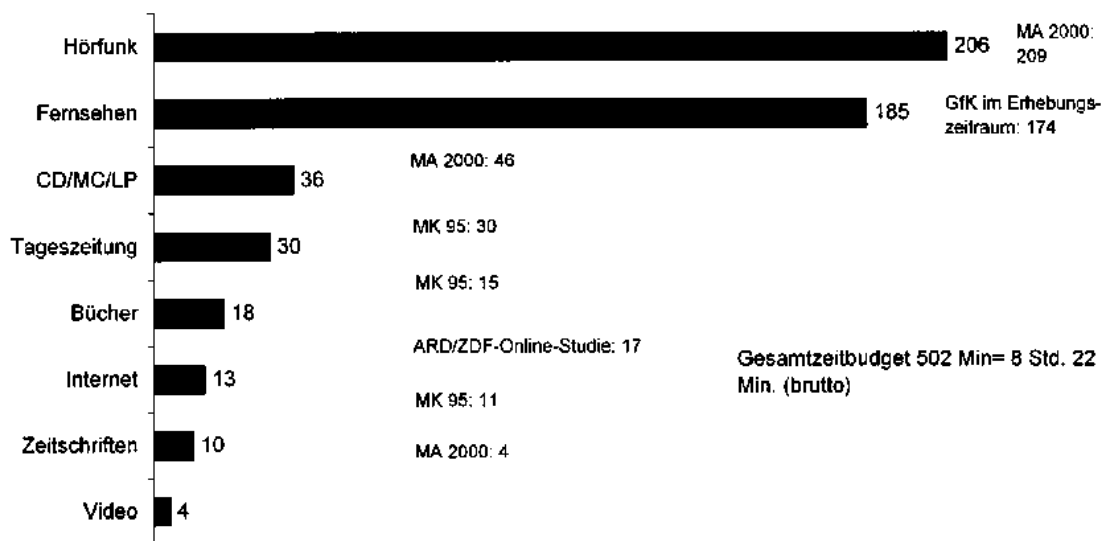 Hörfunk 206 MA 2000:
209
Fernsehen 185 GfK im Erhebungs-
zeitraum: 174
MA 2000: 46
CD/MC/LP 36
MK 95: 30
Tageszeitung 30
MK 95: 15
Bücher 18
ARD/ZDF-Online-Studie: 17
Gesamtzeitbudget 502 Min= 8 Std. 22
Min. (brutto)
Internet 13
MK 95: 11
Zeitschriften 10
MA 2000: 4
Video 4